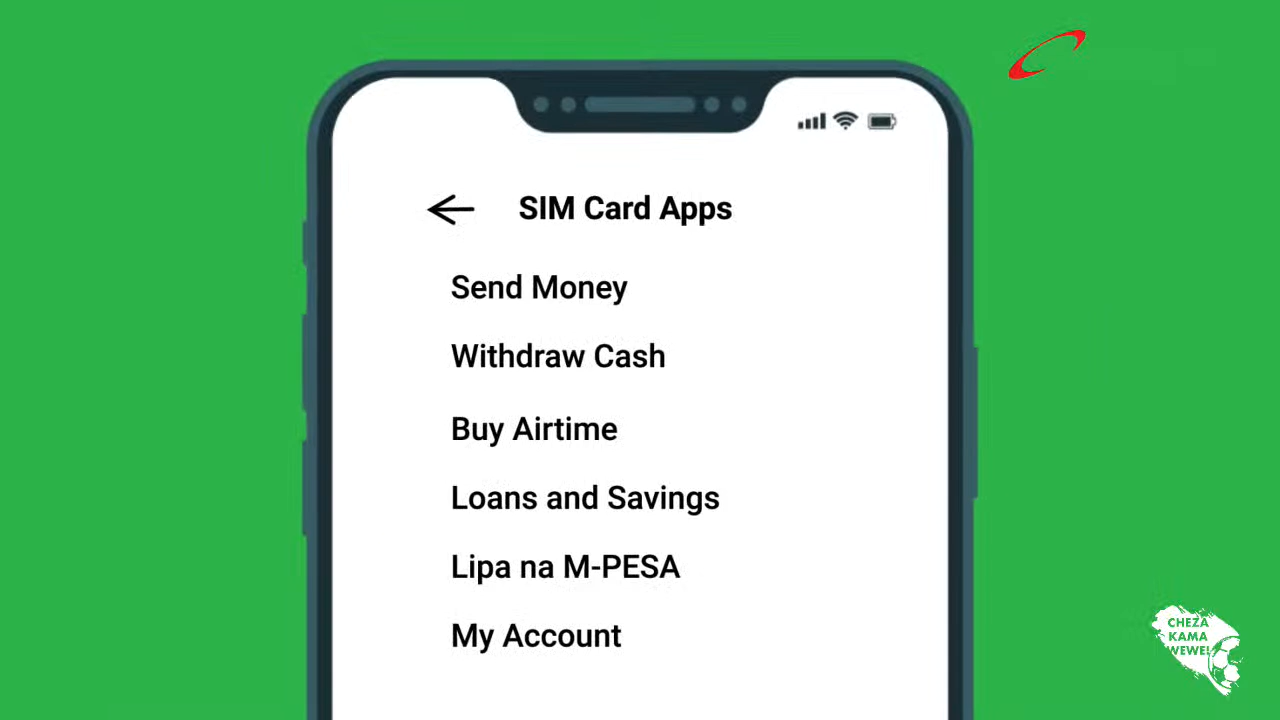 SIM Card Apps
Send Money
Withdraw Cash
Buy Airtime
Loans and Savings
Lipa na M-PESA
My Account
CHEZA
KAMA
WEWE!